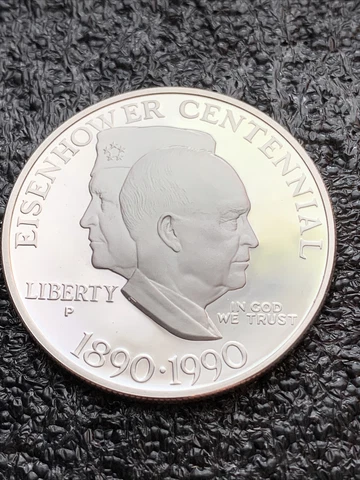 EISENHOWER CENTENNIAL
LIBERTY
P
IN GOD
WE TRUST
1890·1990